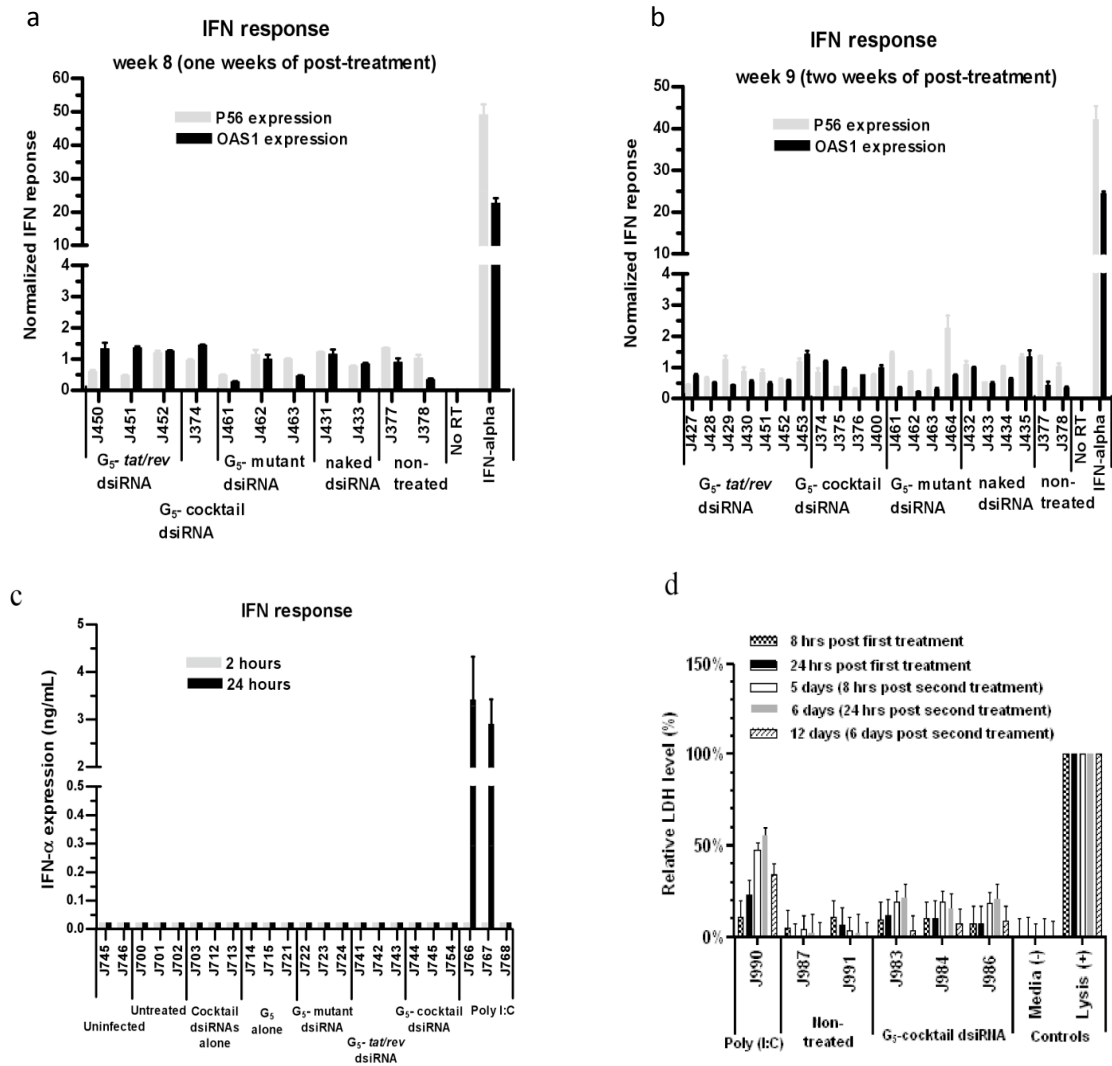 a
IFN response
week 8 (one weeks of post-treatment)
60
50
40
30
20
10
4
3
2
1
0
Normalized IFN reponse
P56 expression
OAS1 expression
J450
J451
J452
J374
J461
J462
J463
J431
J433
J377
J378
No RT
IFN-alpha
G5- tat/rev dsiRNA
G5- cocktail dsiRNA
G5- mutant dsiRNA
naked dsiRNA
non-treated
b
IFN response
week 9 (two weeks of post-treatment)
50
40
30
20
10
4
3
2
1
0
Normalized IFN response
P56 expression
OAS1 expression
J427
J428
J429
J430
J451
J452
J453
J374
J375
J376
J400
J461
J462
J463
J464
J432
J433
J434
J435
J377
J378
No RT
IFN-alpha
G5- tat/rev dsiRNA
G5- cocktail dsiRNA
G5- mutant dsiRNA
naked dsiRNA
non-treated
c
IFN response
5
4
3
2
0.5
0.4
0.3
0.2
0.1
0.0
IFN-α expression (ng/mL)
2 hours
24 hours
J745
J746
J700
J701
J702
J703
J712
J713
J714
J715
J721
J722
J723
J724
J741
J742
J743
J744
J745
J754
J766
J767
J768
Uninfected
Untreated
Cocktail dsiRNAs alone
G5 alone
G5- mutant dsiRNA
G5- tat/rev dsiRNA
G5- cocktail dsiRNA
Poly I:C
d
8 hrs post first treatment
24 hrs post first treatment
5 days (8 hrs post second treatment)
6 days (24 hrs post second treatment)
12 days (6 days post second treament)
150%
100%
50%
0%
Relative LDH level (%)
J990
J987
J991
J983
J984
J986
Media (-)
Lysis (+)
Poly (I:C)
Non-treated
G5-cocktail dsiRNA
Controls